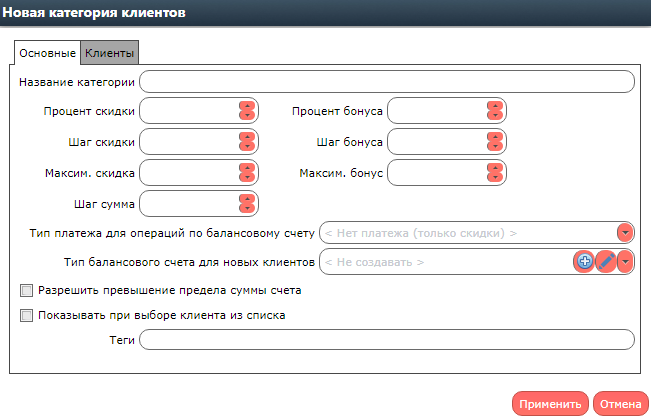 Новая категория клиентов
Основные Клиенты
Название категории
Процент скидки Процент бонуса
Шаг скидки Шаг бонуса
Максим. скидка Максим. бонус
Шаг сумма
Тип платежа для операций по балансовому счету < Нет платежа (только скидки) >
Тип балансового счета для новых клиентов < Не создавать >
Разрешить превышение предела суммы счета
Показывать при выборе клиента из списка
Теги
Применить Отмена